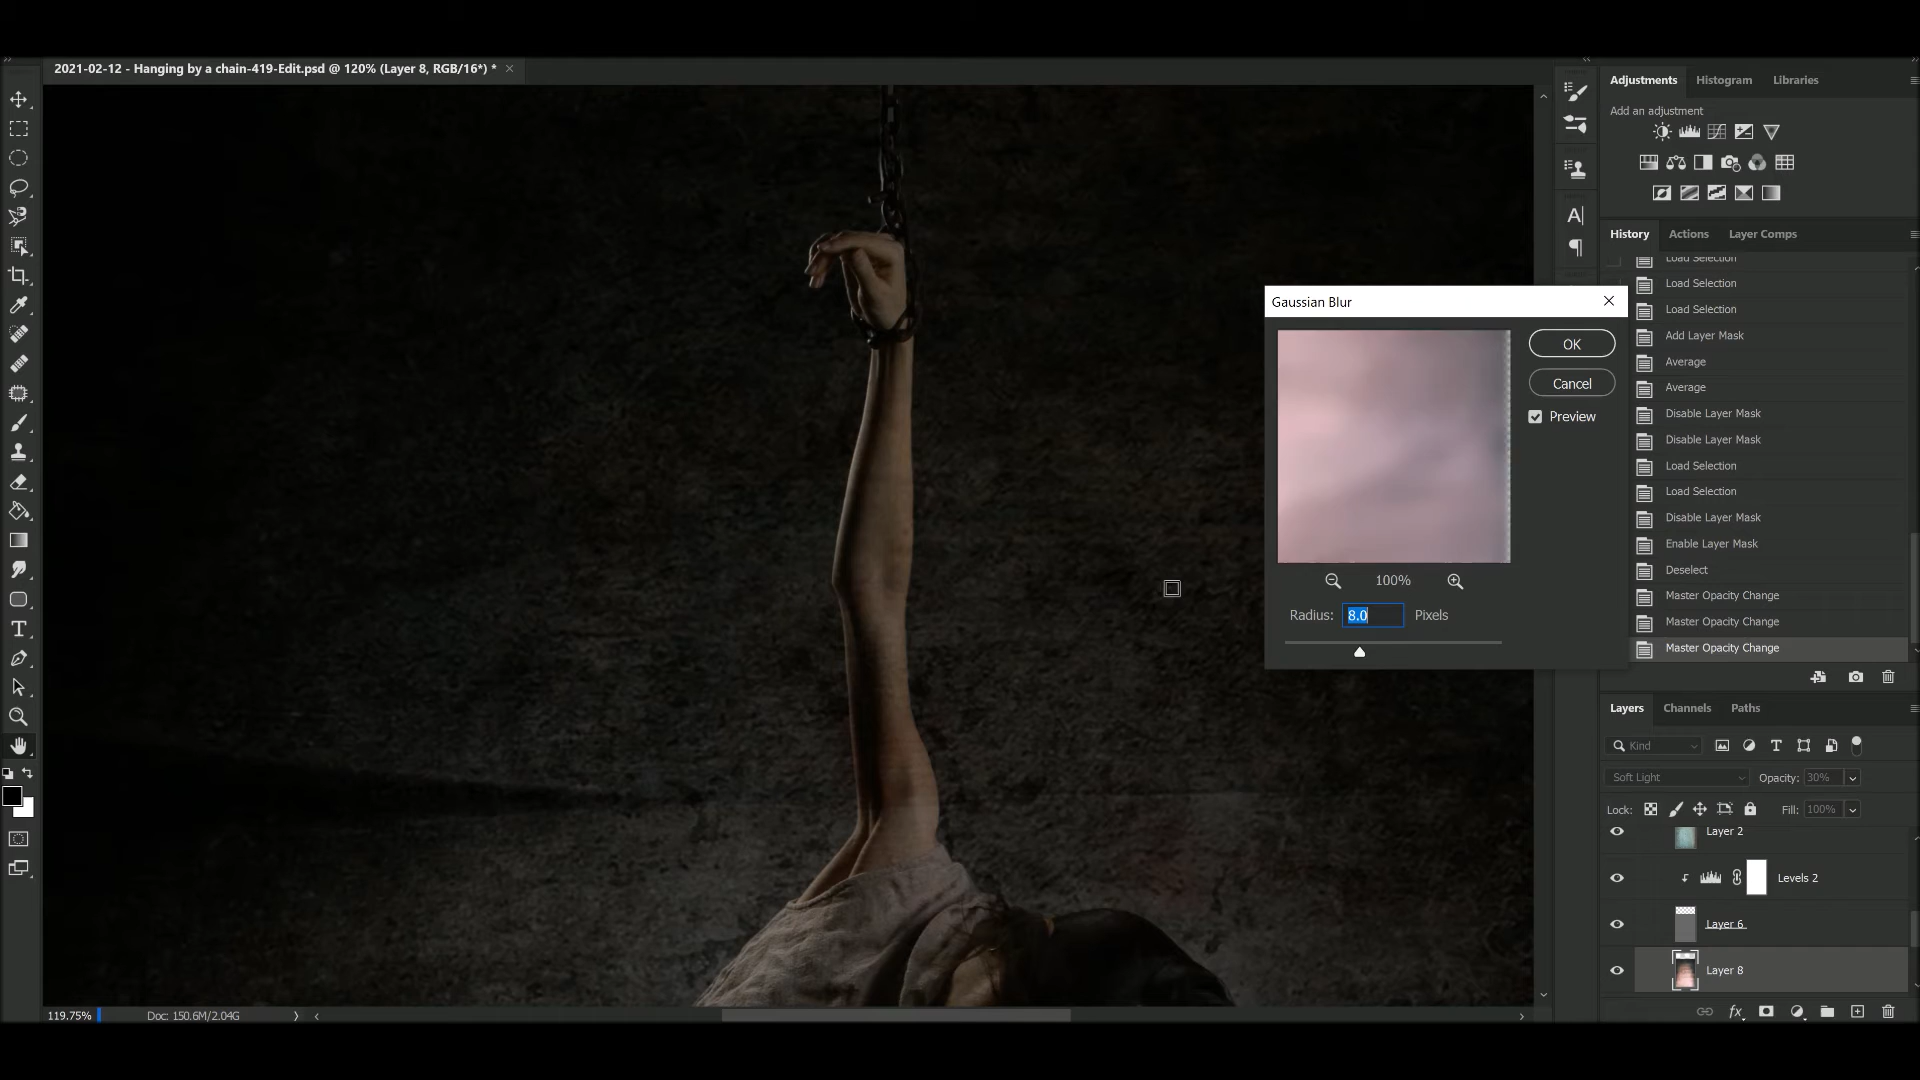 2021-02-12 - Hanging by a chain-419-Edit.psd @ 120% (Layer 8, RGB/16*) *
Adjustments
Histogram
Libraries
Add an adjustment
History
Actions
Layer Comps
Load Selection
Load Selection
Load Selection
Add Layer Mask
Average
Average
Disable Layer Mask
Disable Layer Mask
Load Selection
Load Selection
Disable Layer Mask
Enable Layer Mask
Deselect
Master Opacity Change
Master Opacity Change
Master Opacity Change
Gaussian Blur
OK
Cancel
Preview
100%
Radius: 8.0 Pixels
Layers
Channels
Paths
Kind
Soft Light
Opacity: 30%
Lock:
Fill: 100%
Layer 2
Levels 2
Layer 6
Layer 8
119.75%
Doc: 150.6M/2.04G